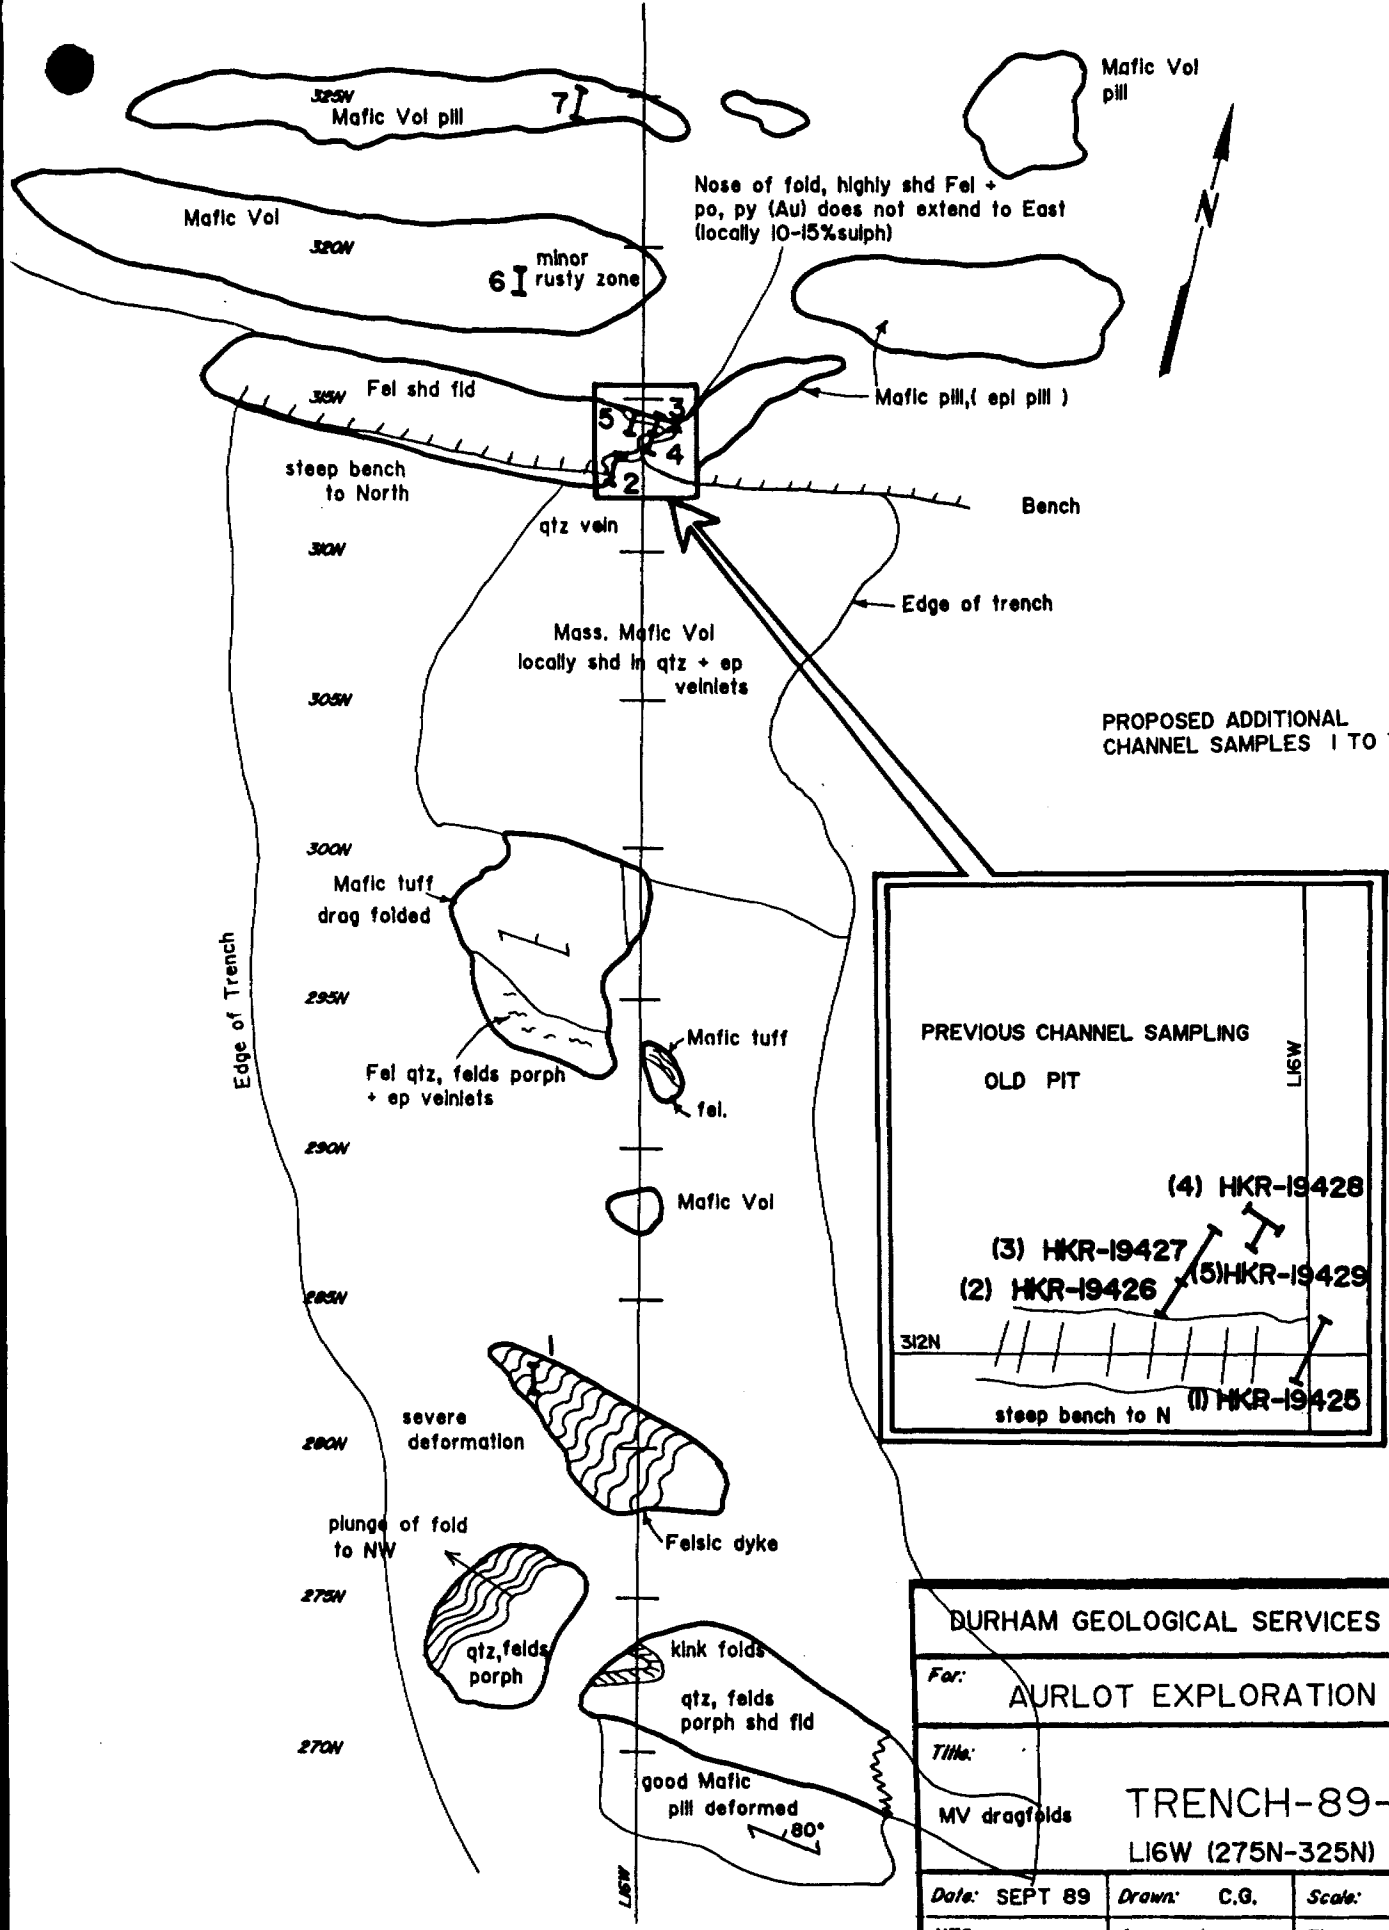 325N
Mafic Vol pill
7
Mafic Vol
pill
Nose of fold, highly shd Fel +
po, py (Au) does not extend to East
(locally 10-15%sulph)
N
Mafic Vol
320N
minor
6 rusty zone
315N
Fel shd fld
5
3
4
2
Mafic pill,( epi pill )
steep bench
to North
Bench
qtz vein
310N
Edge of trench
Mass. Mafic Vol
locally shd in qtz + ep
veinlets
305N
PROPOSED ADDITIONAL
CHANNEL SAMPLES 1 TO
300N
Mafic tuff
drag folded
Edge of Trench
295N
Mafic tuff
Fel qtz, felds porph
+ ep veinlets
fel.
290N
Mafic Vol
285N
1
severe
deformation
280N
Felsic dyke
plunge of fold
to NW
275N
qtz,felds
porph
kink folds
qtz, felds
porph shd fld
270N
good Mafic
pill deformed
80°
L16W
PREVIOUS CHANNEL SAMPLING
OLD PIT
L16W
(4) HKR-19428
(3) HKR-19427
(5)HKR-19429
(2) HKR-19426
312N
(1) HKR-19425
steep bench to N
DURHAM GEOLOGICAL SERVICES
For:
AURLOT EXPLORATION
Title:
TRENCH-89-
MV dragfolds
L16W (275N-325N)
Date: SEPT 89
Drawn: C.G.
Scale: